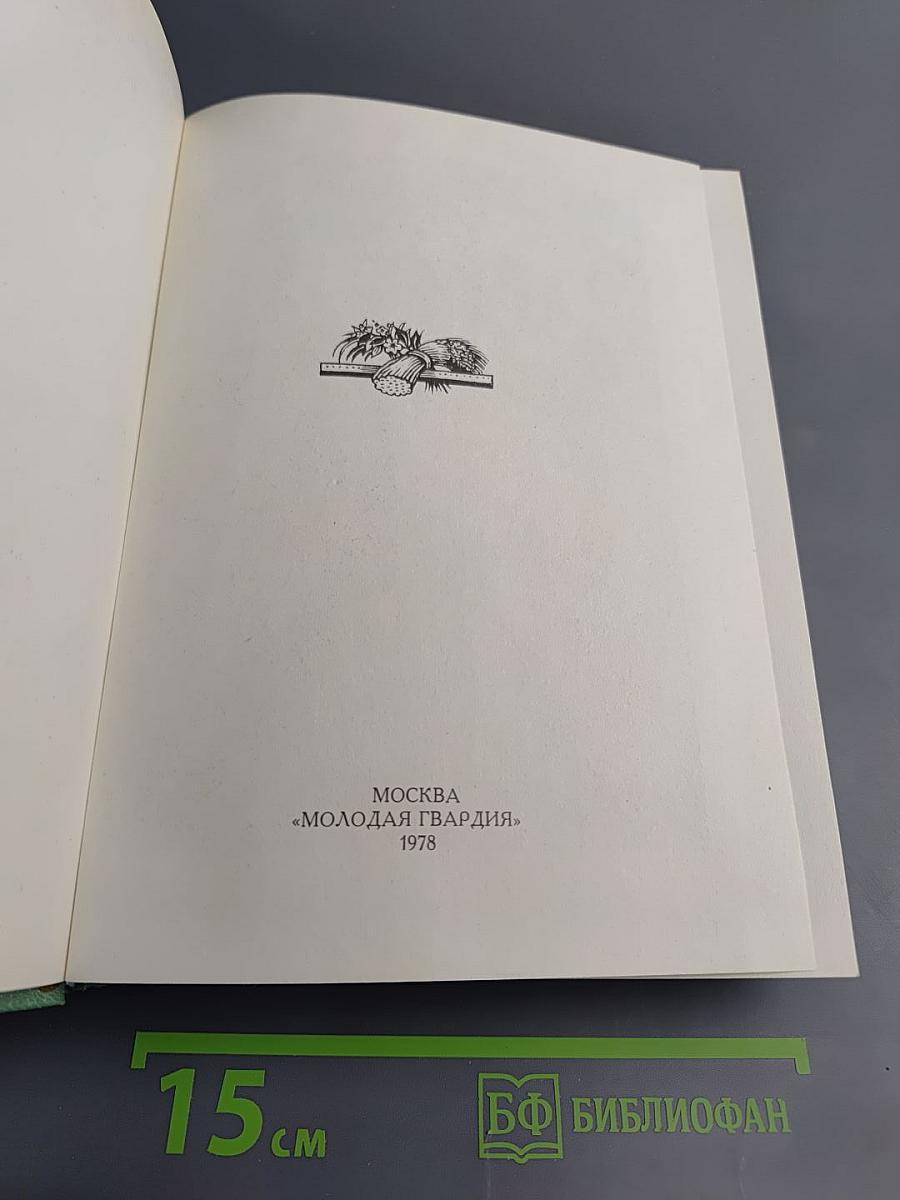 МОСКВА
«МОЛОДАЯ ГВАРДИЯ»
1978
15 см
БФ БИБЛИОФАН